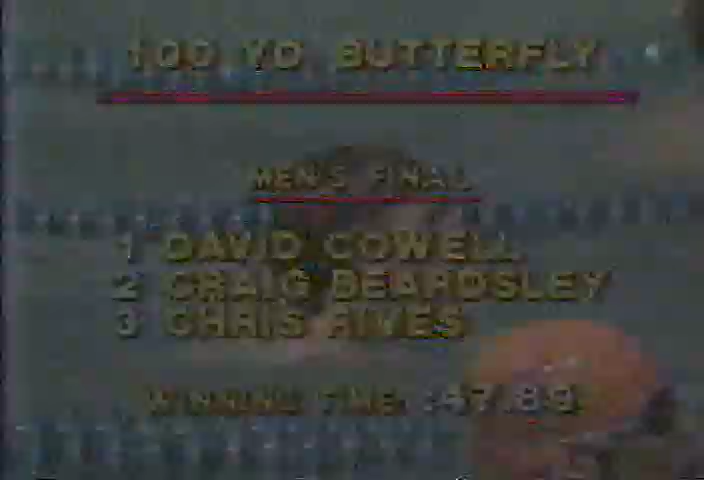 100 YD BUTTERFLY
MEN'S FINAL
1 DAVID COWELL
2 CRAIG BEARDSLEY
3 CHRIS RIVES
WINNING TIME: :47.89